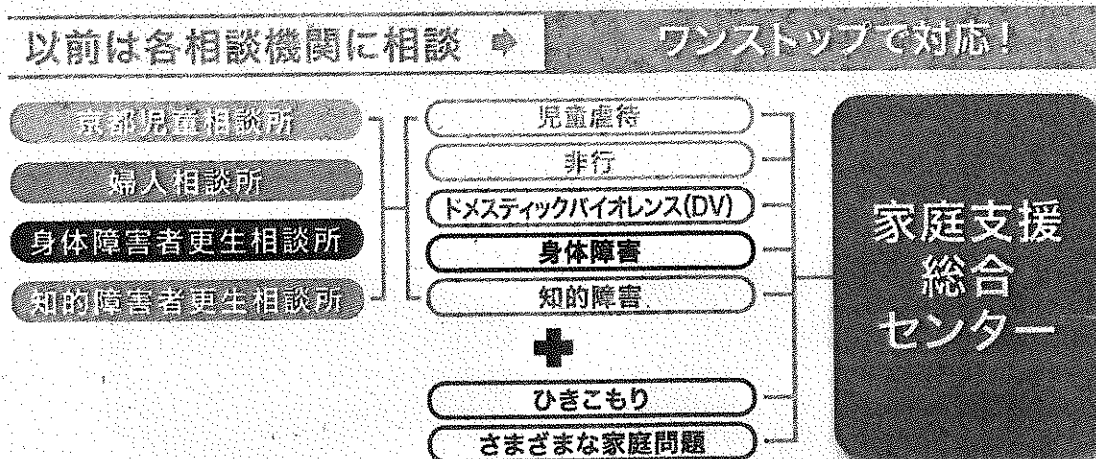 以前は各相談機関に相談 ⇨ ワンストップで対応!
京都児童相談所
婦人相談所
身体障害者更生相談所
知的障害者更生相談所
児童虐待
非行
ドメスティックバイオレンス(DV)
身体障害
知的障害
+
ひきこもり
さまざまな家庭問題
家庭支援
総合
センター